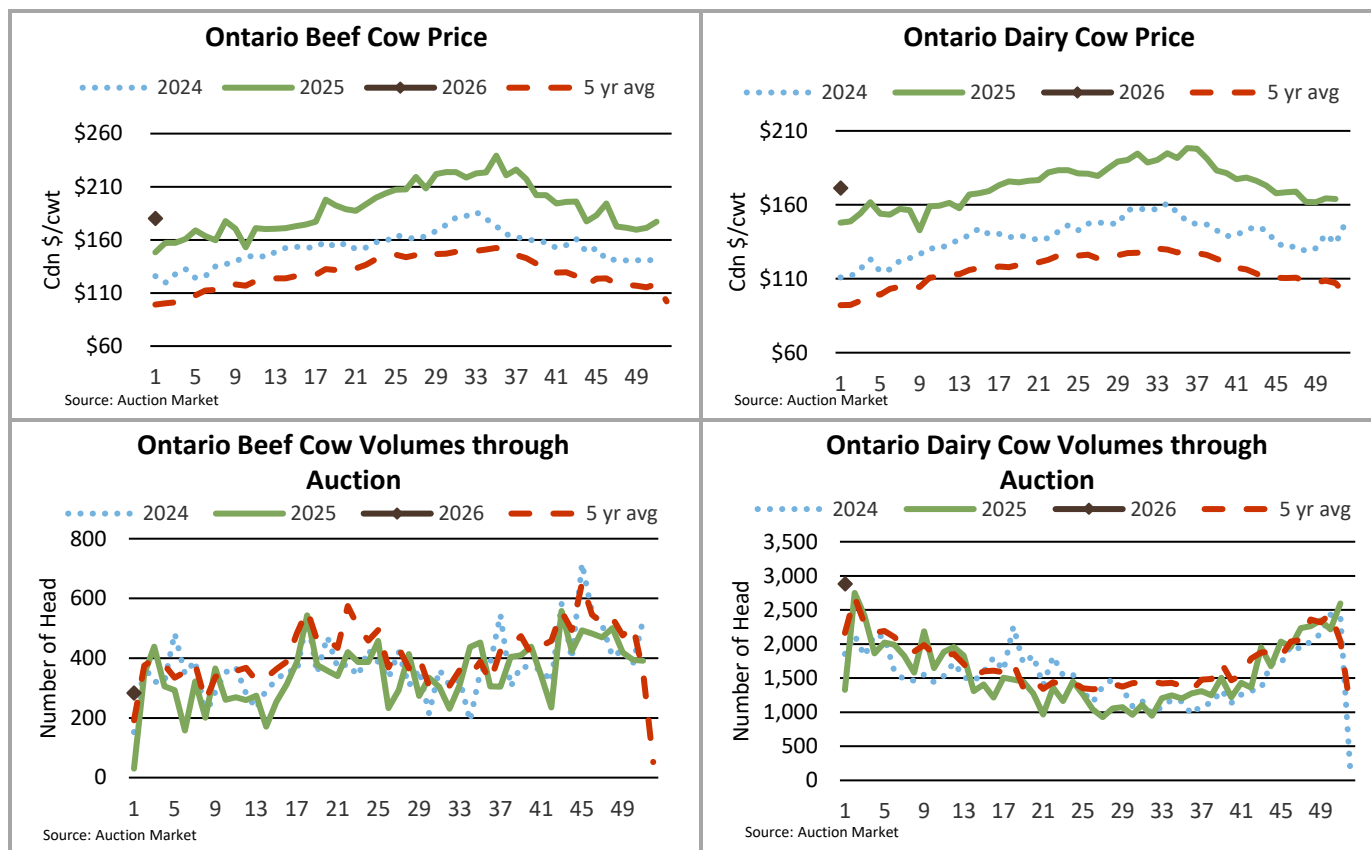 Ontario Beef Cow Price
2024 2025 2026 5 yr avg
Cdn $/cwt
$260
$210
$160
$110
$60
1 5 9 13 17 21 25 29 33 37 41 45 49
Source: Auction Market
Ontario Dairy Cow Price
2024 2025 2026 5 yr avg
Cdn $/cwt
$210
$160
$110
$60
1 5 9 13 17 21 25 29 33 37 41 45 49
Source: Auction Market
Ontario Beef Cow Volumes through
Auction
2024 2025 2026 5 yr avg
Number of Head
800
600
400
200
0
1 5 9 13 17 21 25 29 33 37 41 45 49
Source: Auction Market
Ontario Dairy Cow Volumes through
Auction
2024 2025 2026 5 yr avg
Number of Head
3,500
3,000
2,500
2,000
1,500
1,000
500
0
1 5 9 13 17 21 25 29 33 37 41 45 49
Source: Auction Market